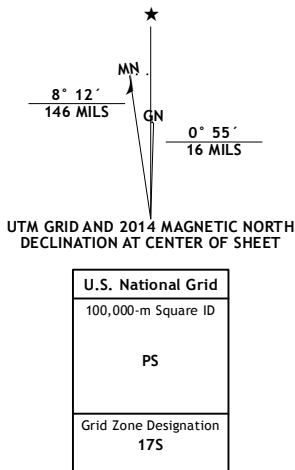 MN
GN
8° 12´
146 MILS
0° 55´
16 MILS
UTM GRID AND 2014 MAGNETIC NORTH
DECLINATION AT CENTER OF SHEET
U.S. National Grid
100,000-m Square ID
PS
Grid Zone Designation
17S